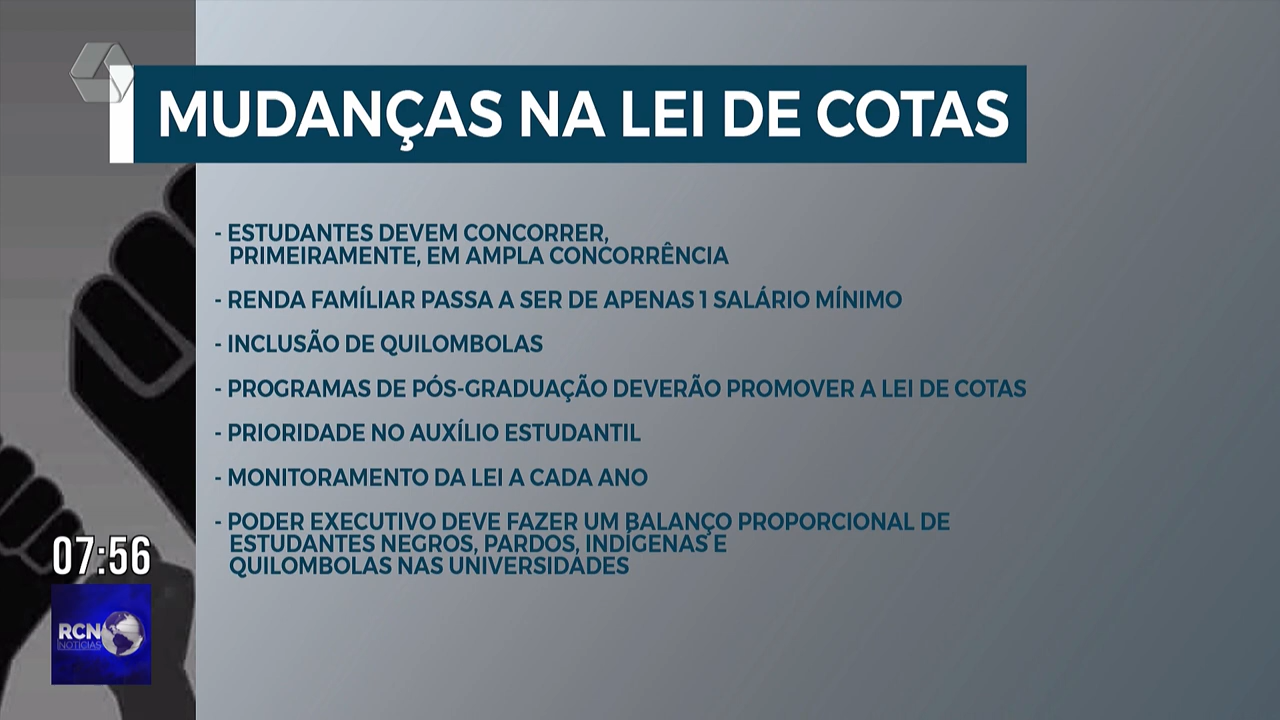 MUDANÇAS NA LEI DE COTAS
- ESTUDANTES DEVEM CONCORRER,
PRIMEIRAMENTE, EM AMPLA CONCORRÊNCIA
- RENDA FAMÍLIAR PASSA A SER DE APENAS 1 SALÁRIO MÍNIMO
- INCLUSÃO DE QUILOMBOLAS
- PROGRAMAS DE PÓS-GRADUAÇÃO DEVERÃO PROMOVER A LEI DE COTAS
- PRIORIDADE NO AUXÍLIO ESTUDANTIL
- MONITORAMENTO DA LEI A CADA ANO
- PODER EXECUTIVO DEVE FAZER UM BALANÇO PROPORCIONAL DE
ESTUDANTES NEGROS, PARDOS, INDÍGENAS E
QUILOMBOLAS NAS UNIVERSIDADES
07:56
RCN
NOTÍCIAS